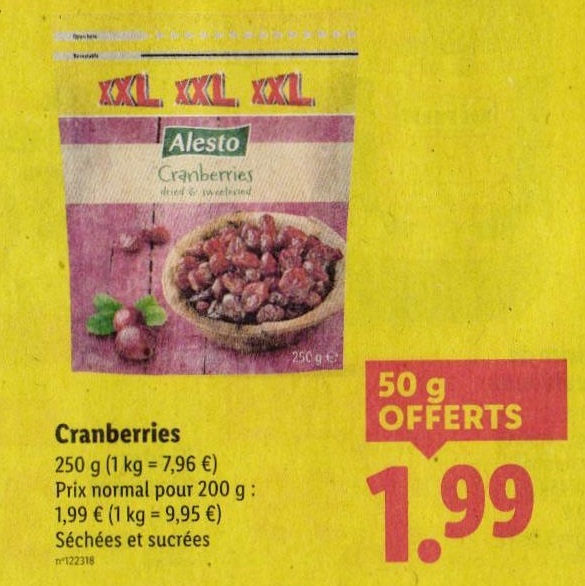 XXL XXL XXL
Alesto
Cranberries
dried & sweetened
250 g e
50 g
OFFERTS
1.99
Cranberries
250 g (1 kg = 7,96 €)
Prix normal pour 200 g :
1,99 € (1 kg = 9,95 €)
Séchées et sucrées
n°122318